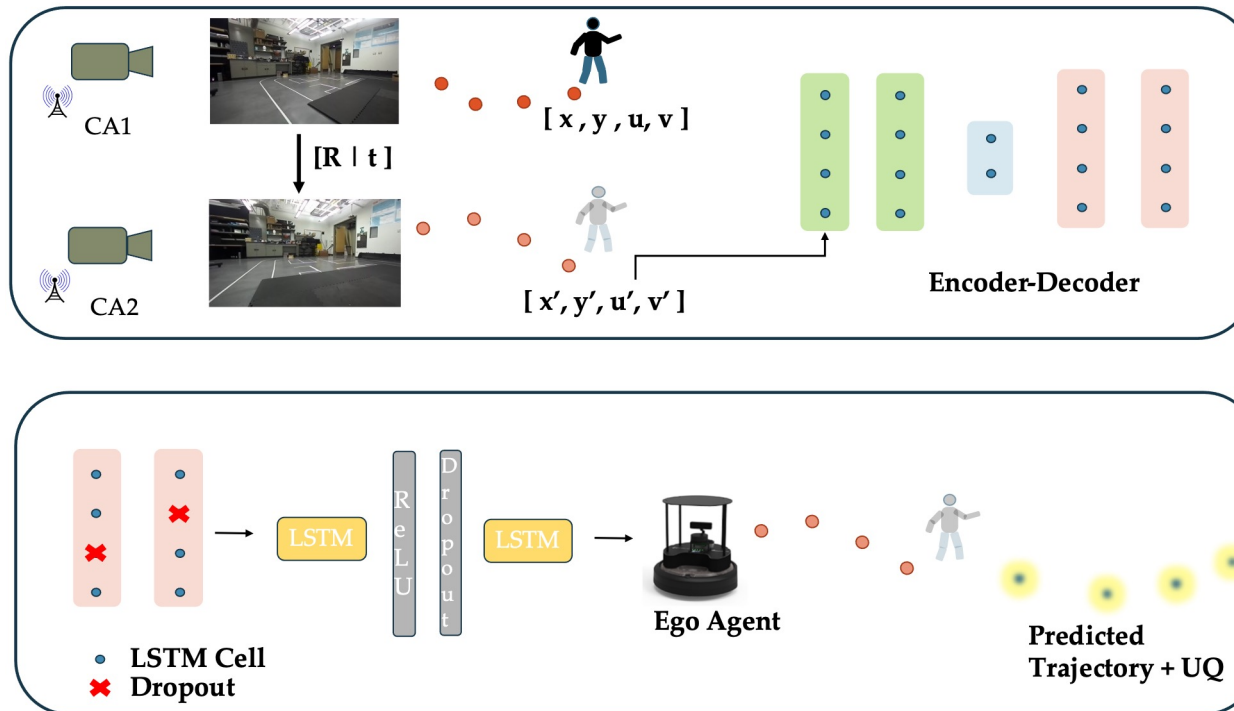 CA1
[R | t ]
[ x , y , u, v ]
CA2
[ x′, y′, u′, v′ ]
Encoder-Decoder
LSTM
ReLU
Dropout
LSTM
Ego Agent
LSTM Cell
Dropout
Predicted
Trajectory + UQ